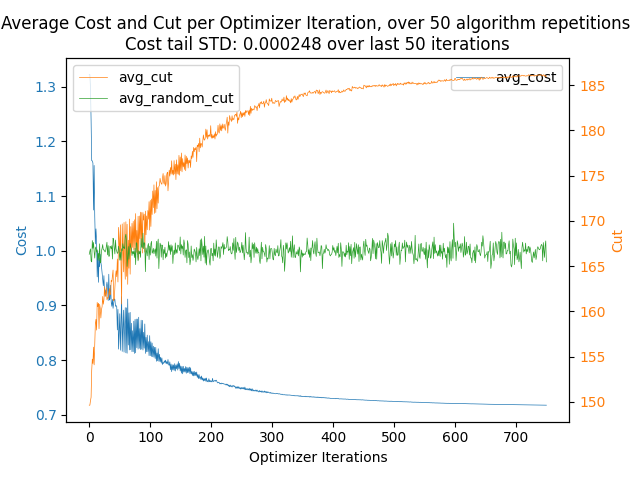 Average Cost and Cut per Optimizer Iteration, over 50 algorithm repetitions
Cost tail STD: 0.000248 over last 50 iterations
avg_cut
avg_random_cut
avg_cost
1.3
1.2
1.1
1.0
0.9
0.8
0.7
Cost
185
180
175
170
165
160
155
150
Cut
0 100 200 300 400 500 600 700
Optimizer Iterations